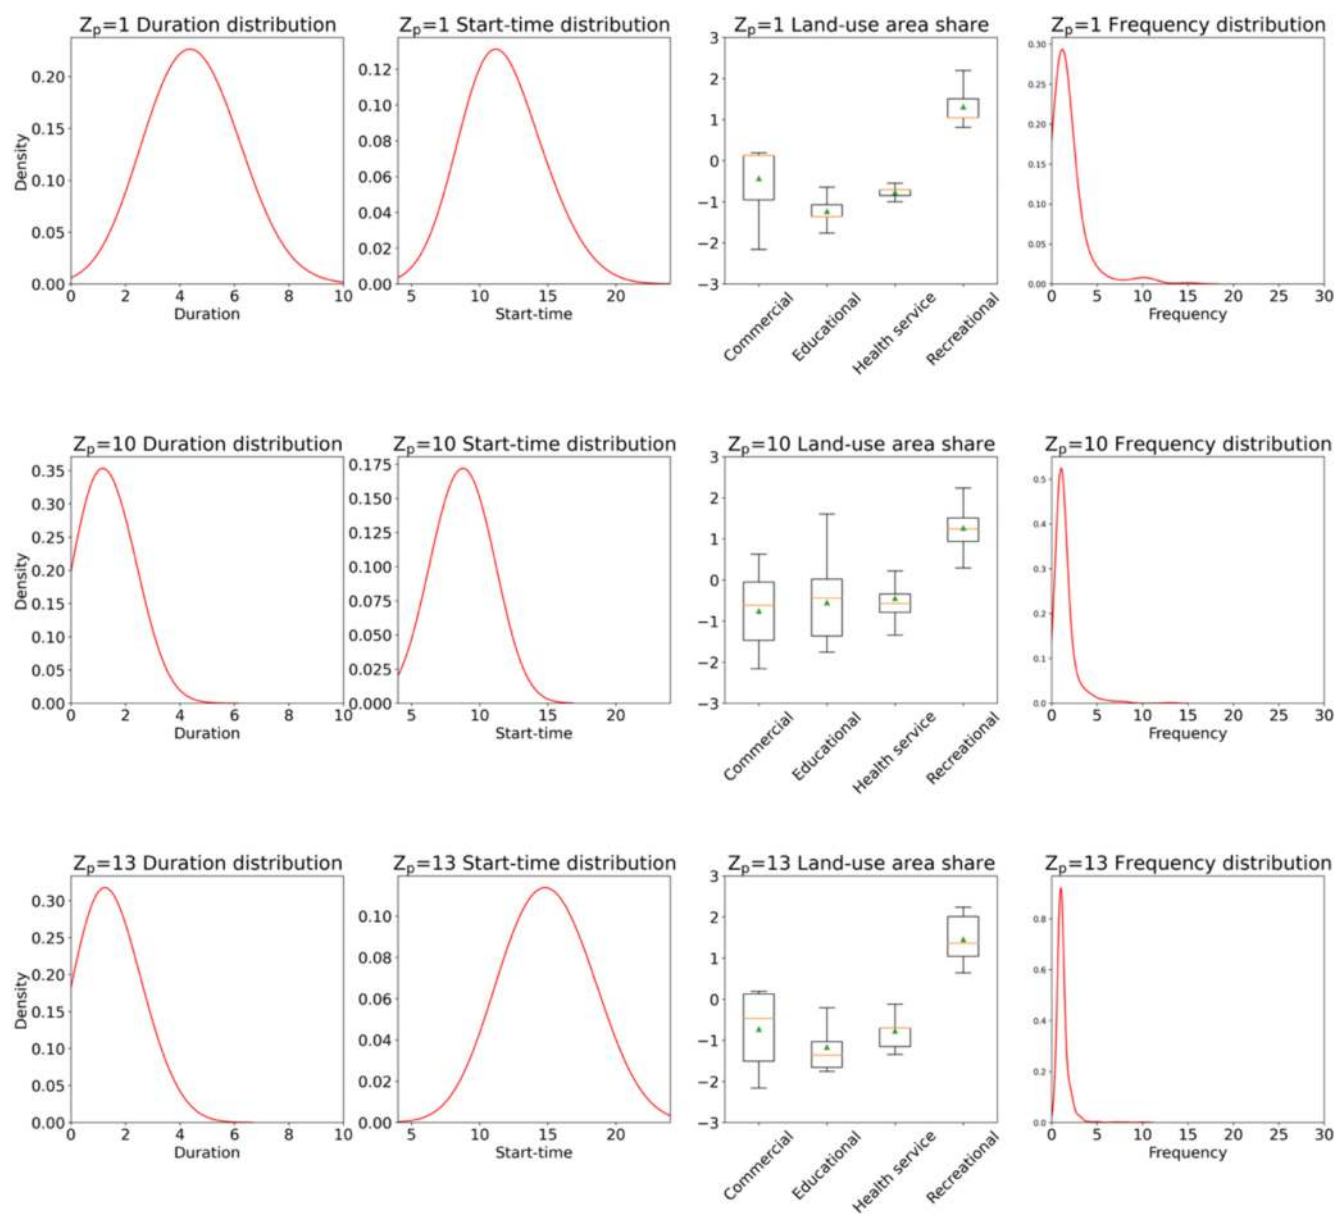 Zp=1 Duration distribution
Density
0.20
0.15
0.10
0.05
0.00
0 2 4 6 8 10
Duration
Zp=1 Start-time distribution
0.12
0.10
0.08
0.06
0.04
0.02
0.00
5 10 15 20
Start-time
Zp=1 Land-use area share
3
2
1
0
−1
−2
−3
Commercial
Educational
Health service
Recreational
Zp=1 Frequency distribution
0.30
0.25
0.20
0.15
0.10
0.05
0.00
0 5 10 15 20 25 30
Frequency
Zp=10 Duration distribution
Density
0.35
0.30
0.25
0.20
0.15
0.10
0.05
0.00
0 2 4 6 8 10
Duration
Zp=10 Start-time distribution
0.175
0.150
0.125
0.100
0.075
0.050
0.025
0.000
5 10 15 20
Start-time
Zp=10 Land-use area share
3
2
1
0
−1
−2
−3
Commercial
Educational
Health service
Recreational
Zp=10 Frequency distribution
0.5
0.4
0.3
0.2
0.1
0.0
0 5 10 15 20 25 30
Frequency
Zp=13 Duration distribution
Density
0.30
0.25
0.20
0.15
0.10
0.05
0.00
0 2 4 6 8 10
Duration
Zp=13 Start-time distribution
0.10
0.08
0.06
0.04
0.02
0.00
5 10 15 20
Start-time
Zp=13 Land-use area share
3
2
1
0
−1
−2
−3
Commercial
Educational
Health service
Recreational
Zp=13 Frequency distribution
0.8
0.6
0.4
0.2
0.0
0 5 10 15 20 25 30
Frequency